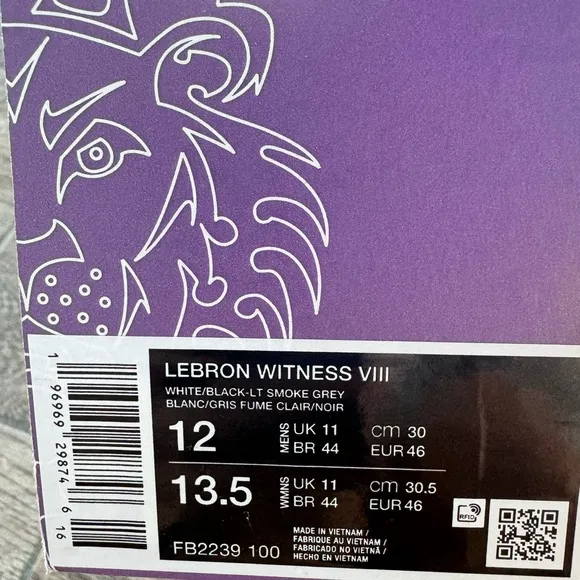 LEBRON WITNESS VIII
WHITE/BLACK-LT SMOKE GREY
BLANC/GRIS FUME CLAIR/NOIR
12 MENS UK 11 cm 30
BR 44 EUR 46
13.5 WMNS UK 11 cm 30.5
BR 44 EUR 46
RFID
FB2239 100
MADE IN VIETNAM /
FABRIQUE AU VIETNAM /
FABRICADO NO VIETNÃ /
HECHO EN VIETNAM
1 96969 29874 6 16